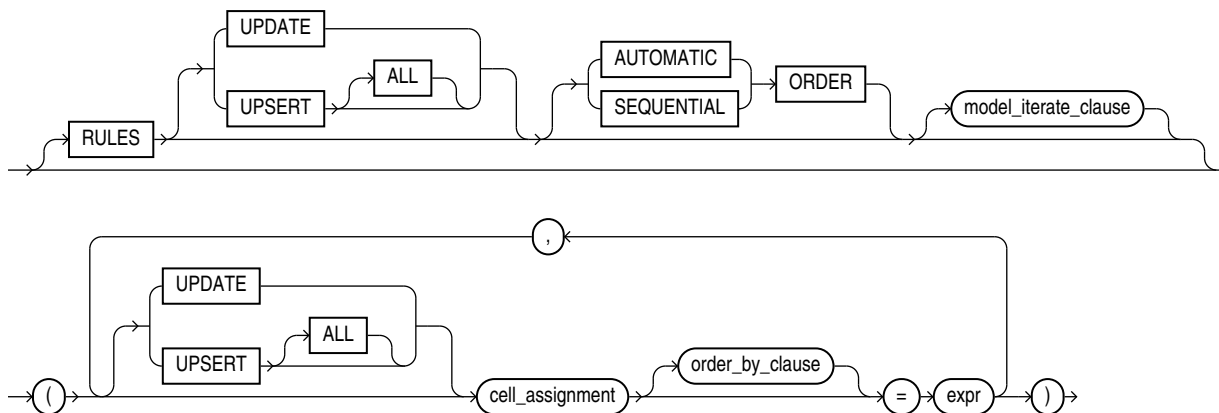 UPDATE
UPSERT ALL
AUTOMATIC
SEQUENTIAL
ORDER
RULES
model_iterate_clause
,
UPDATE
UPSERT ALL
order_by_clause
( cell_assignment = expr )